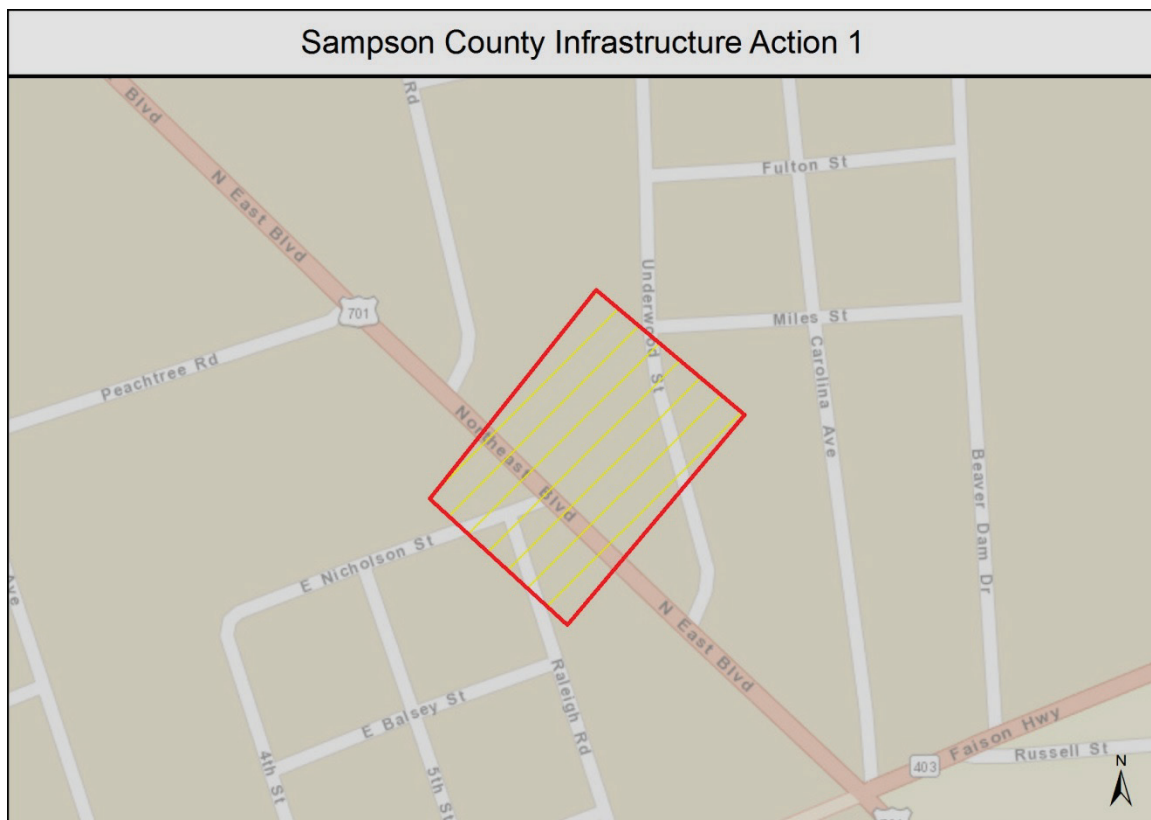 Sampson County Infrastructure Action 1
Blvd
Rd
N East Blvd
Fulton St
701
Underwood St
Miles St
Peachtree Rd
Carolina Ave
Northeast Blvd
Beaver Dam Dr
E Nicholson St
Ave
N East Blvd
Raleigh Rd
E Balsey St
4th St
5th St
Faison Hwy
403
Russell St
N